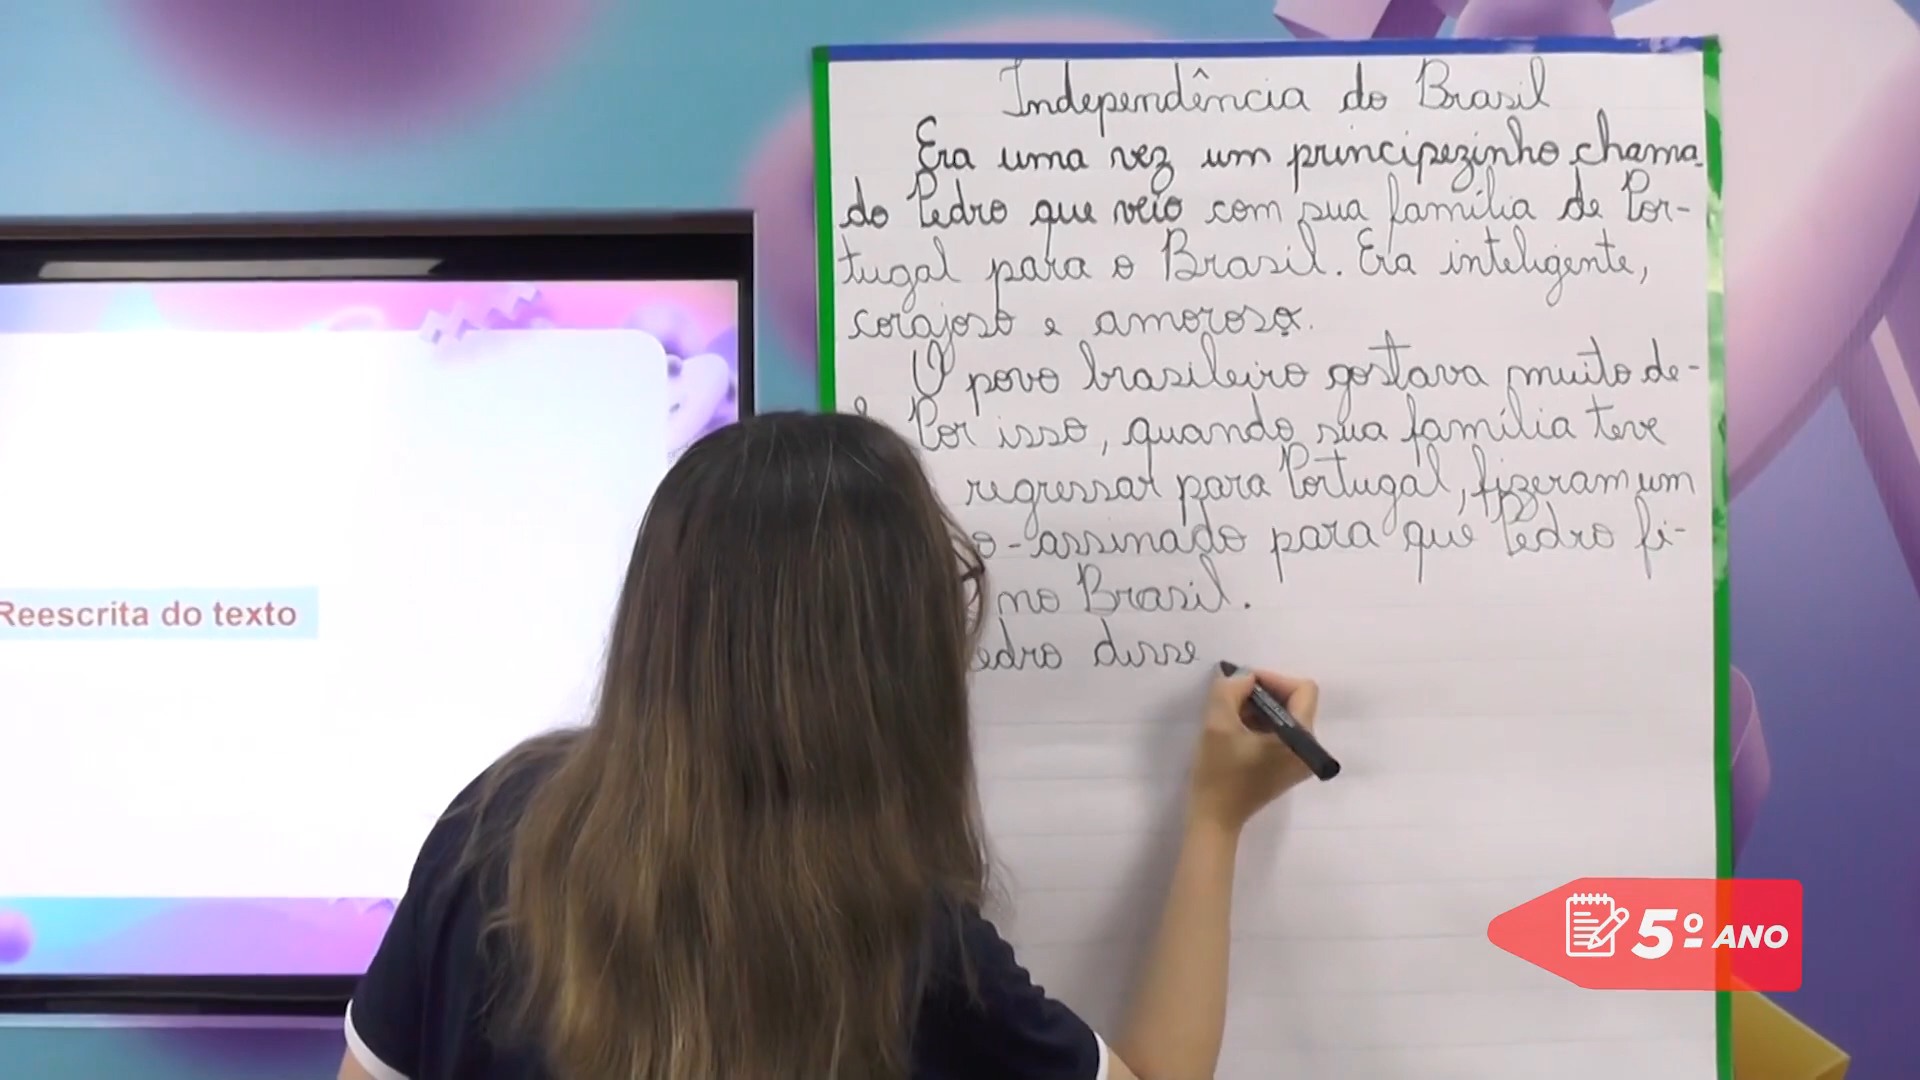 Independência do Brasil
Era uma vez um principezinho chama-
do Pedro que veio com sua família de Por-
tugal para o Brasil. Era inteligente,
corajoso e amoroso.
O povo brasileiro gostava muito de-
Por isso, quando sua família teve
regressar para Portugal, fizeram um
o-assinado para que Pedro fi-
no Brasil.
edro disse
Reescrita do texto
5º ANO